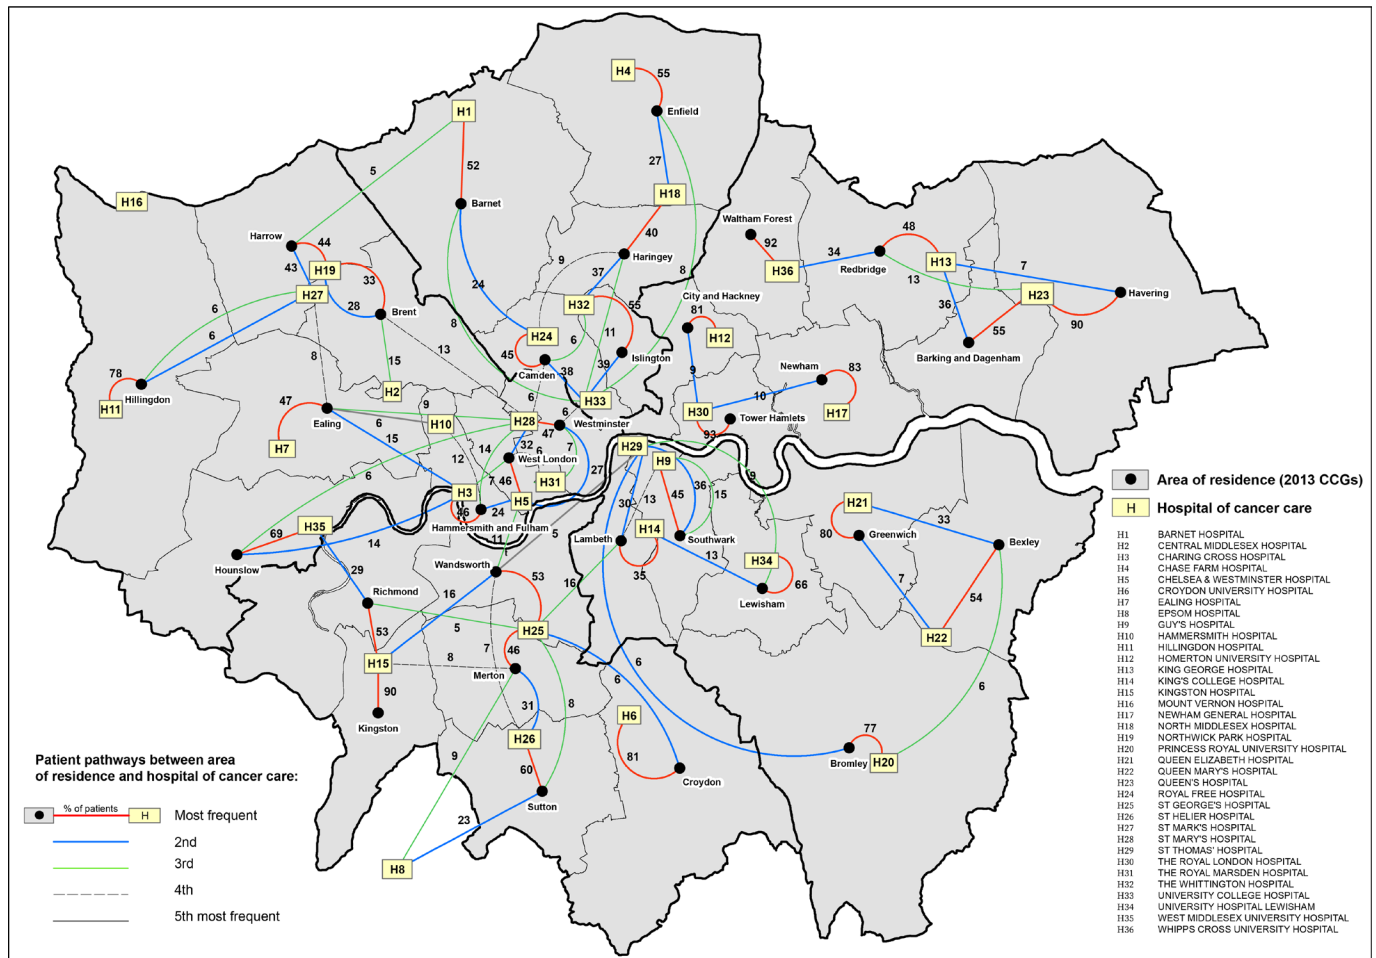 H4
55
Enfield
H1
5
52
27
H16
H18
Barnet
Waltham Forest
40
92
48
Harrow
44
43
H19
33
H27
28
Brent
9
Haringey
37
8
24
H32
55
City and Hackney
81
H12
H36
34
Redbridge
H13
13
7
36
H23
90
Havering
55
Barking and Dagenham
6
6
8
15
13
8
H24
45
Camden
6
11
39
Islington
38
9
Newham
83
78
Hillingdon
H11
H2
6
H33
10
H17
47
Ealing
9
6
H10
H28
47
6
Westminster
H30
Tower Hamlets
93
H7
15
14
32
6
7
27
H29
H9
9
12
West London
6
7
46
H31
36
15
H3
46
24
H5
30
13
45
H21
33
69
H35
14
Hammersmith and Fulham
11
5
Lambeth
H14
Southwark
80
Greenwich
Bexley
Hounslow
29
Wandsworth
53
16
35
13
H34
66
Lewisham
7
54
Richmond
16
53
5
H25
H22
H15
8
7
46
Merton
6
6
6
90
Kingston
31
8
H6
77
Bromley
H20
9
H26
60
81
Croydon
Sutton
23
H8
Area of residence (2013 CCGs)
H
Hospital of cancer care
H1 BARNET HOSPITAL
H2 CENTRAL MIDDLESEX HOSPITAL
H3 CHARING CROSS HOSPITAL
H4 CHASE FARM HOSPITAL
H5 CHELSEA & WESTMINSTER HOSPITAL
H6 CROYDON UNIVERSITY HOSPITAL
H7 EALING HOSPITAL
H8 EPSOM HOSPITAL
H9 GUY'S HOSPITAL
H10 HAMMERSMITH HOSPITAL
H11 HILLINGDON HOSPITAL
H12 HOMERTON UNIVERSITY HOSPITAL
H13 KING GEORGE HOSPITAL
H14 KING'S COLLEGE HOSPITAL
H15 KINGSTON HOSPITAL
H16 MOUNT VERNON HOSPITAL
H17 NEWHAM GENERAL HOSPITAL
H18 NORTH MIDDLESEX HOSPITAL
H19 NORTHWICK PARK HOSPITAL
H20 PRINCESS ROYAL UNIVERSITY HOSPITAL
H21 QUEEN ELIZABETH HOSPITAL
H22 QUEEN MARY'S HOSPITAL
H23 QUEEN'S HOSPITAL
H24 ROYAL FREE HOSPITAL
H25 ST GEORGE'S HOSPITAL
H26 ST HELIER HOSPITAL
H27 ST MARK'S HOSPITAL
H28 ST MARY'S HOSPITAL
H29 ST THOMAS' HOSPITAL
H30 THE ROYAL LONDON HOSPITAL
H31 THE ROYAL MARSDEN HOSPITAL
H32 THE WHITTINGTON HOSPITAL
H33 UNIVERSITY COLLEGE HOSPITAL
H34 UNIVERSITY HOSPITAL LEWISHAM
H35 WEST MIDDLESEX UNIVERSITY HOSPITAL
H36 WHIPPS CROSS UNIVERSITY HOSPITAL
Patient pathways between area
of residence and hospital of cancer care:
% of patients
H
Most frequent
2nd
3rd
4th
5th most frequent